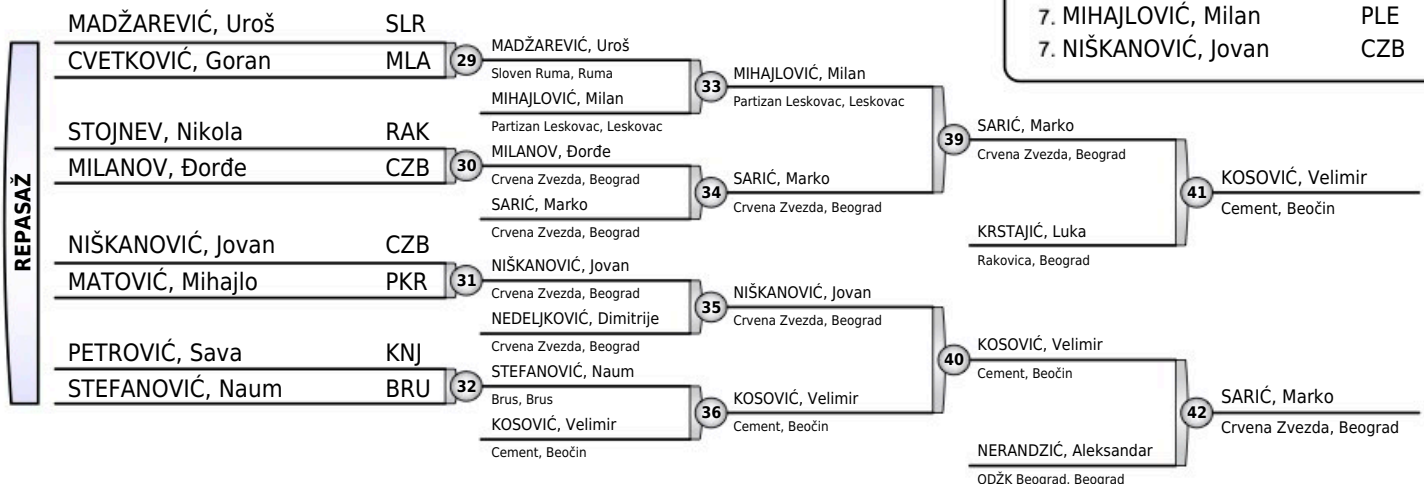 7. MIHAJLOVIĆ, Milan PLE
7. NIŠKANOVIĆ, Jovan CZB
REPASAŽ
MADŽAREVIĆ, Uroš SLR
CVETKOVIĆ, Goran MLA
STOJNEV, Nikola RAK
MILANOV, Đorđe CZB
NIŠKANOVIĆ, Jovan CZB
MATOVIĆ, Mihajlo PKR
PETROVIĆ, Sava KNJ
STEFANOVIĆ, Naum BRU
29
30
31
32
MADŽAREVIĆ, Uroš
Sloven Ruma, Ruma
MIHAJLOVIĆ, Milan
Partizan Leskovac, Leskovac
MILANOV, Đorđe
Crvena Zvezda, Beograd
SARIĆ, Marko
Crvena Zvezda, Beograd
NIŠKANOVIĆ, Jovan
Crvena Zvezda, Beograd
NEDELJKOVIĆ, Dimitrije
Crvena Zvezda, Beograd
STEFANOVIĆ, Naum
Brus, Brus
KOSOVIĆ, Velimir
Cement, Beočin
33
34
35
36
MIHAJLOVIĆ, Milan
Partizan Leskovac, Leskovac
SARIĆ, Marko
Crvena Zvezda, Beograd
NIŠKANOVIĆ, Jovan
Crvena Zvezda, Beograd
KOSOVIĆ, Velimir
Cement, Beočin
39
40
SARIĆ, Marko
Crvena Zvezda, Beograd
KRSTAJIĆ, Luka
Rakovica, Beograd
KOSOVIĆ, Velimir
Cement, Beočin
NERANDZIĆ, Aleksandar
ODŽK Beograd, Beograd
41
42
KOSOVIĆ, Velimir
Cement, Beočin
SARIĆ, Marko
Crvena Zvezda, Beograd